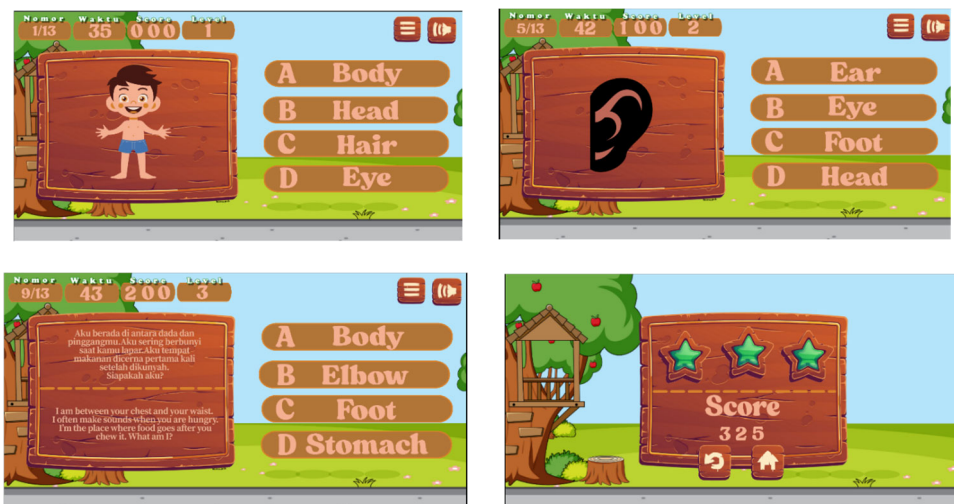 Nomor Waktu Score Level
1/13 35 000 1
A Body
B Head
C Hair
D Eye
Nomor Waktu Score Level
5/13 42 100 2
A Ear
B Eye
C Foot
D Head
Nomor Waktu Score Level
9/13 43 200 3
Aku berada di antara dada dan
pinggangmu.Aku sering berbunyi
saat kamu lapar.Aku tempat
makanan dicerna pertama kali
setelah dikunyah.
Siapakah aku?
I am between your chest and your waist.
I often make sounds when you are hungry.
I'm the place where food goes after you
chew it. What am I?
A Body
B Elbow
C Foot
D Stomach
Score
325